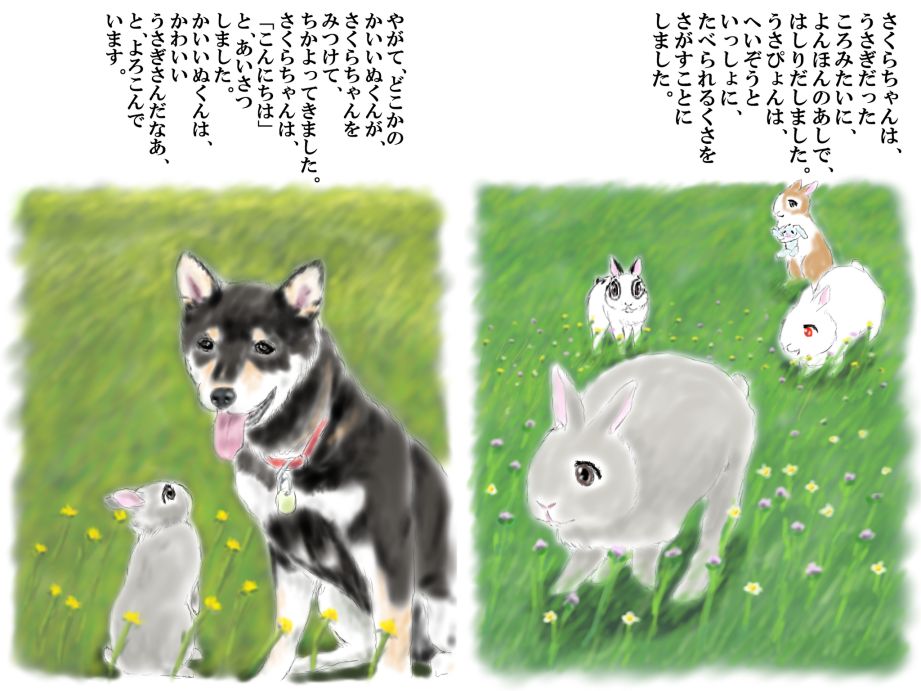 さくらちゃんは、
うさぎだった
ころみたいに、
よんほんのあしで、
はしりだしました。
うさぴょんは、
へいぞうと
いっしょに、
たべられるくさを
さがすことに
しました。
やがて、どこかの
かいいぬくんが、
さくらちゃんを
みつけて、
ちかよってきました。
さくらちゃんは、
「こんにちは」
と、あいさつ
しました。
かいいぬくんは、
かわいい
うさぎさんだなあ、
と、よろこんで
います。